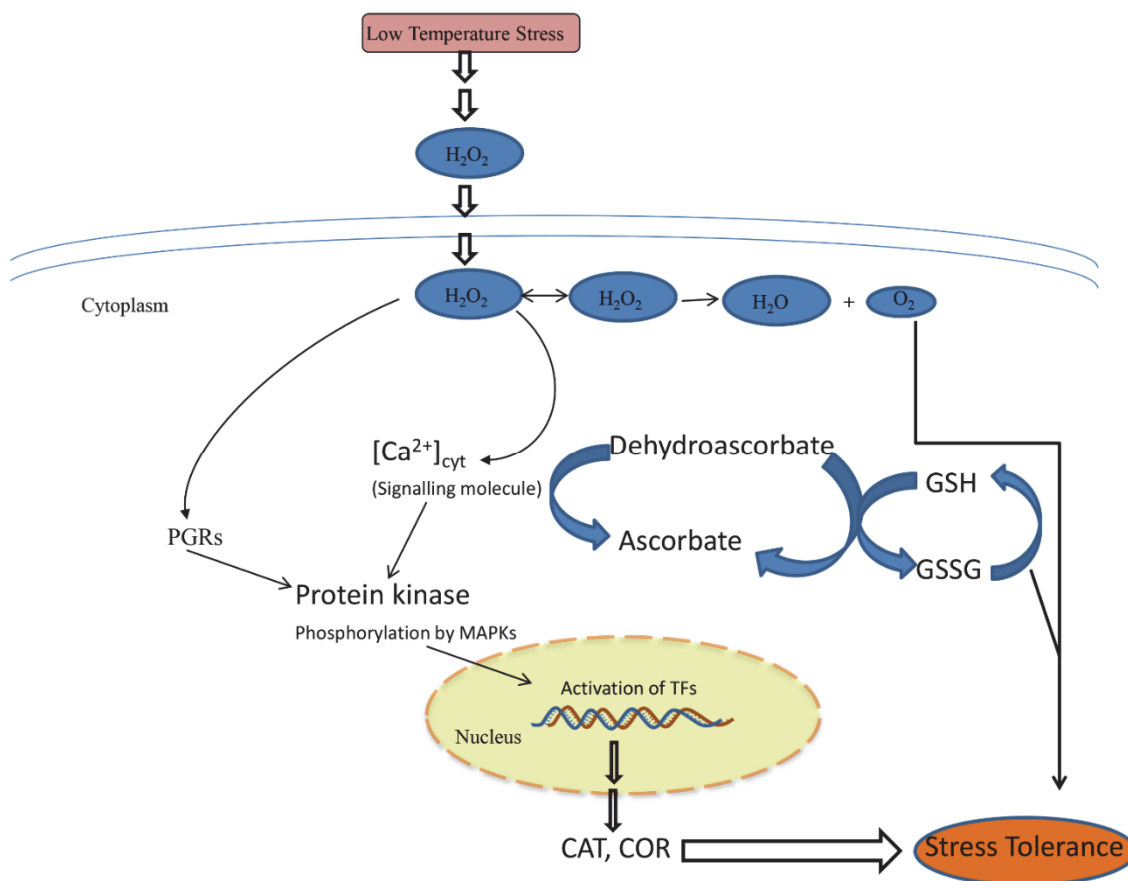 Low Temperature Stress
H₂O₂
H₂O₂
H₂O₂
H₂O
+
O₂
Cytoplasm
[Ca²⁺]cyt
(Signalling molecule)
Dehydroascorbate
GSH
PGRs
Ascorbate
GSSG
Protein kinase
Phosphorylation by MAPKs
Activation of TFs
Nucleus
CAT, COR
Stress Tolerance